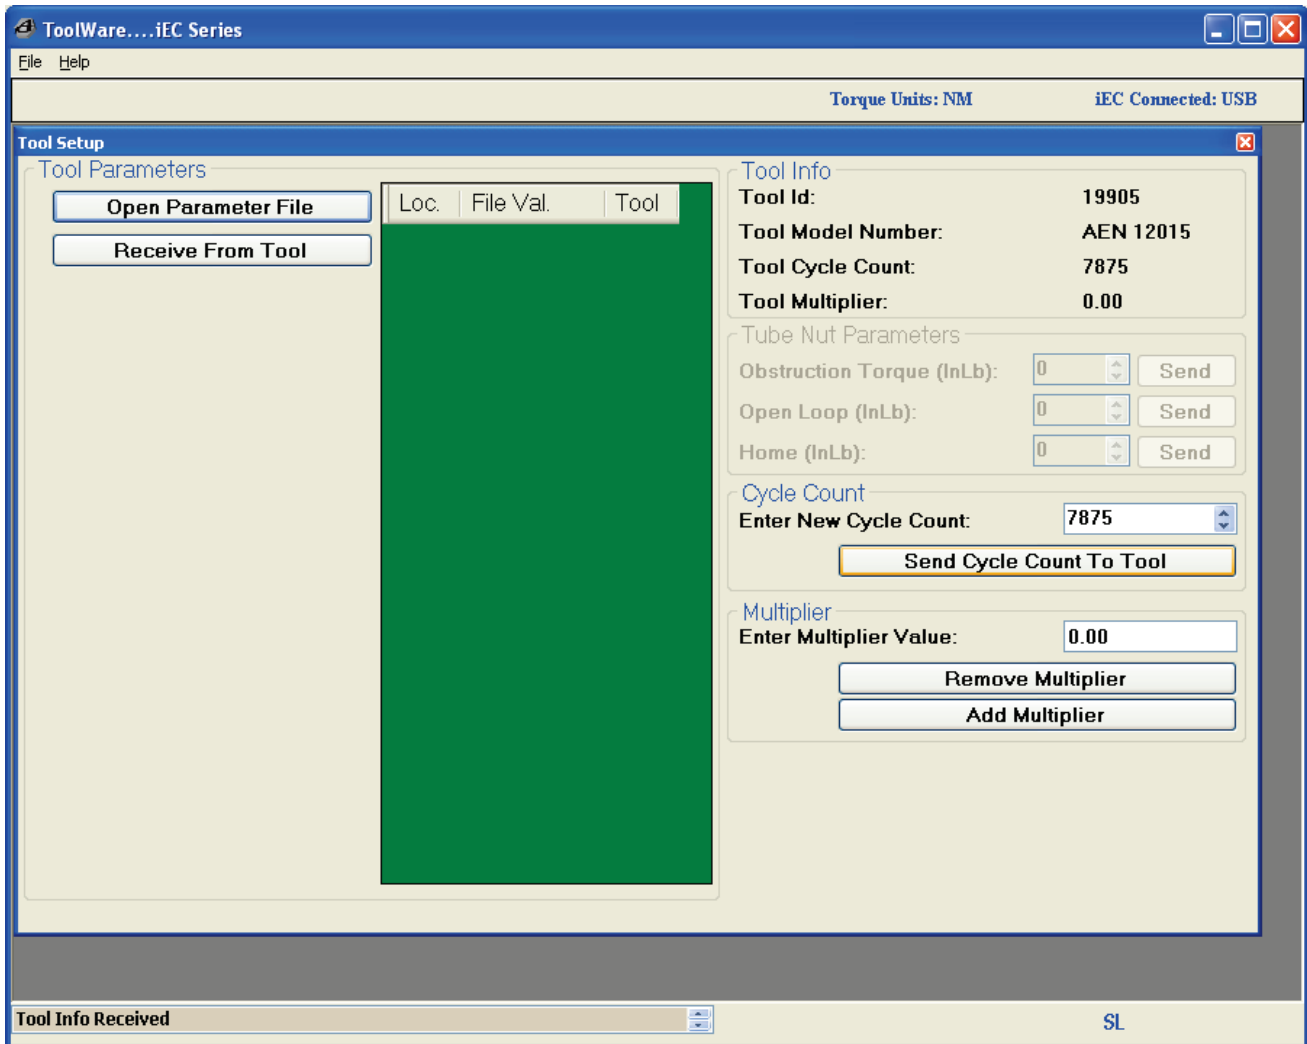 ToolWare....iEC Series
File Help
Torque Units: NM iEC Connected: USB
Tool Setup
Tool Parameters
Open Parameter File
Receive From Tool
Loc. File Val. Tool
Tool Info
Tool Id: 19905
Tool Model Number: AEN 12015
Tool Cycle Count: 7875
Tool Multiplier: 0.00
Tube Nut Parameters
Obstruction Torque (InLb): 0 Send
Open Loop (InLb): 0 Send
Home (InLb): 0 Send
Cycle Count
Enter New Cycle Count: 7875
Send Cycle Count To Tool
Multiplier
Enter Multiplier Value: 0.00
Remove Multiplier
Add Multiplier
Tool Info Received SL